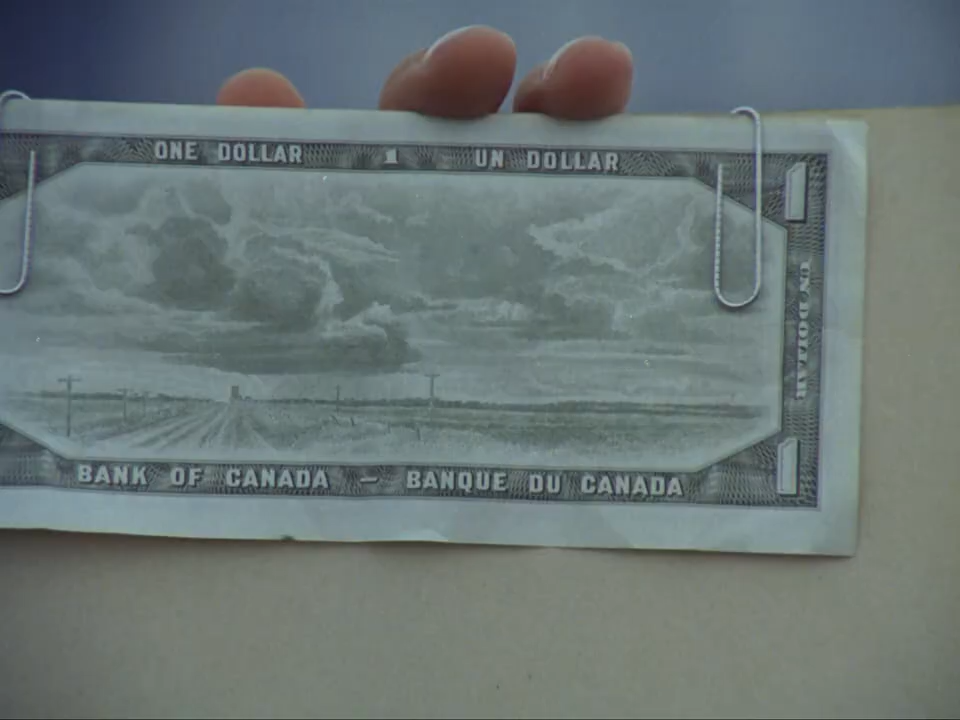 ONE DOLLAR 1 UN DOLLAR
1
UN DOLLAR
1
BANK OF CANADA – BANQUE DU CANADA